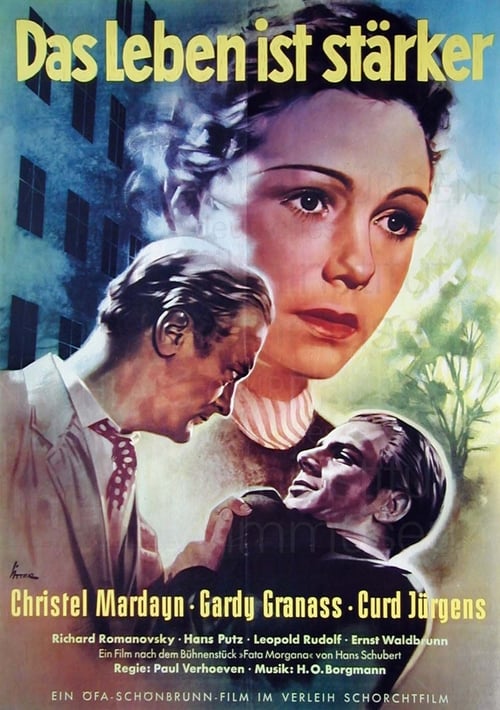 Das Leben ist stärker
Christel Mardayn · Gardy Granass · Curd Jürgens
Richard Romanovsky · Hans Putz · Leopold Rudolf · Ernst Waldbrunn
Ein Film nach dem Bühnenstück »Fata Morgana« von Hans Schubert
Regie: Paul Verhoeven · Musik: H.O. Borgmann
EIN ÖFA-SCHÖNBRUNN-FILM IM VERLEIH SCHORCHTFILM